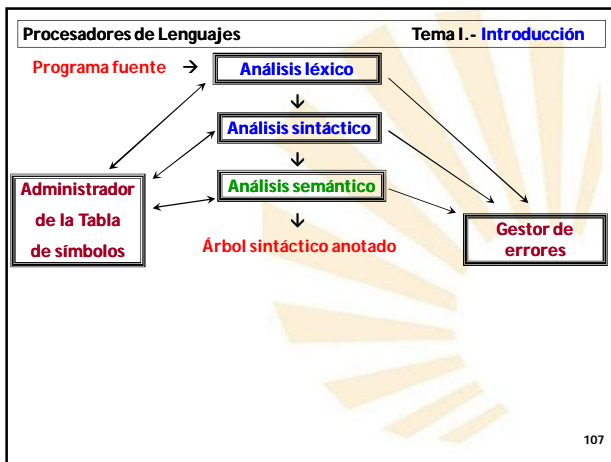 Procesadores de Lenguajes Tema I.- Introducción
Programa fuente → Análisis léxico
Análisis sintáctico
Análisis semántico
Administrador
de la Tabla
de símbolos
Árbol sintáctico anotado
Gestor de
errores
107